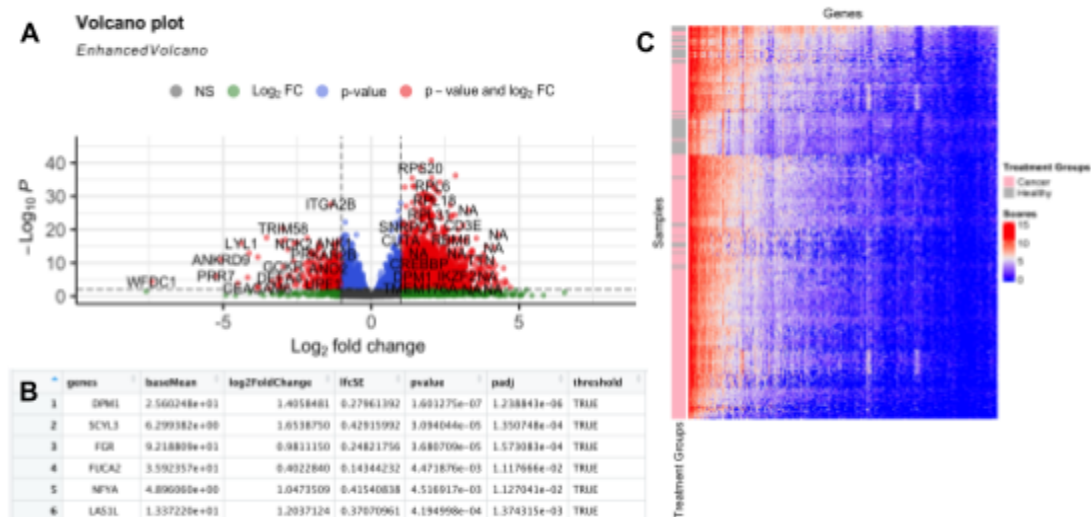 A
Volcano plot
EnhancedVolcano
NS Log₂ FC p-value p – value and log₂ FC
–Log₁₀ P
40
30
20
10
0
RPS20
RPL6
RPL18
RPL31
NA
ITGA2B
CD3E
TRIM58
LYL1
NA
ANKRD9
PRR7
WFDC1
CREBBP
-5
0
5
Log₂ fold change
B
genes baseMean log2FoldChange lfcSE pvalue padj threshold
1 DPM1 2.560248e+01 1.4058481 0.27961392 1.601275e-07 1.238843e-06 TRUE
2 SCYL3 6.299382e+00 1.6538750 0.42915992 3.094044e-05 1.350748e-04 TRUE
3 FGR 9.218809e+01 0.9811150 0.24821756 3.680709e-05 1.573083e-04 TRUE
4 FUCA2 3.592357e+01 0.4022840 0.14344232 4.471876e-03 1.117666e-02 TRUE
5 NFYA 4.896060e+00 1.0473509 0.41540838 4.516917e-03 1.127041e-02 TRUE
6 LAS1L 1.337220e+01 1.2037124 0.37070961 4.194998e-04 1.374315e-03 TRUE
C
Genes
Samples
Treatment Groups
Treatment Groups
Cancer
Healthy
Scores
15
10
5
0